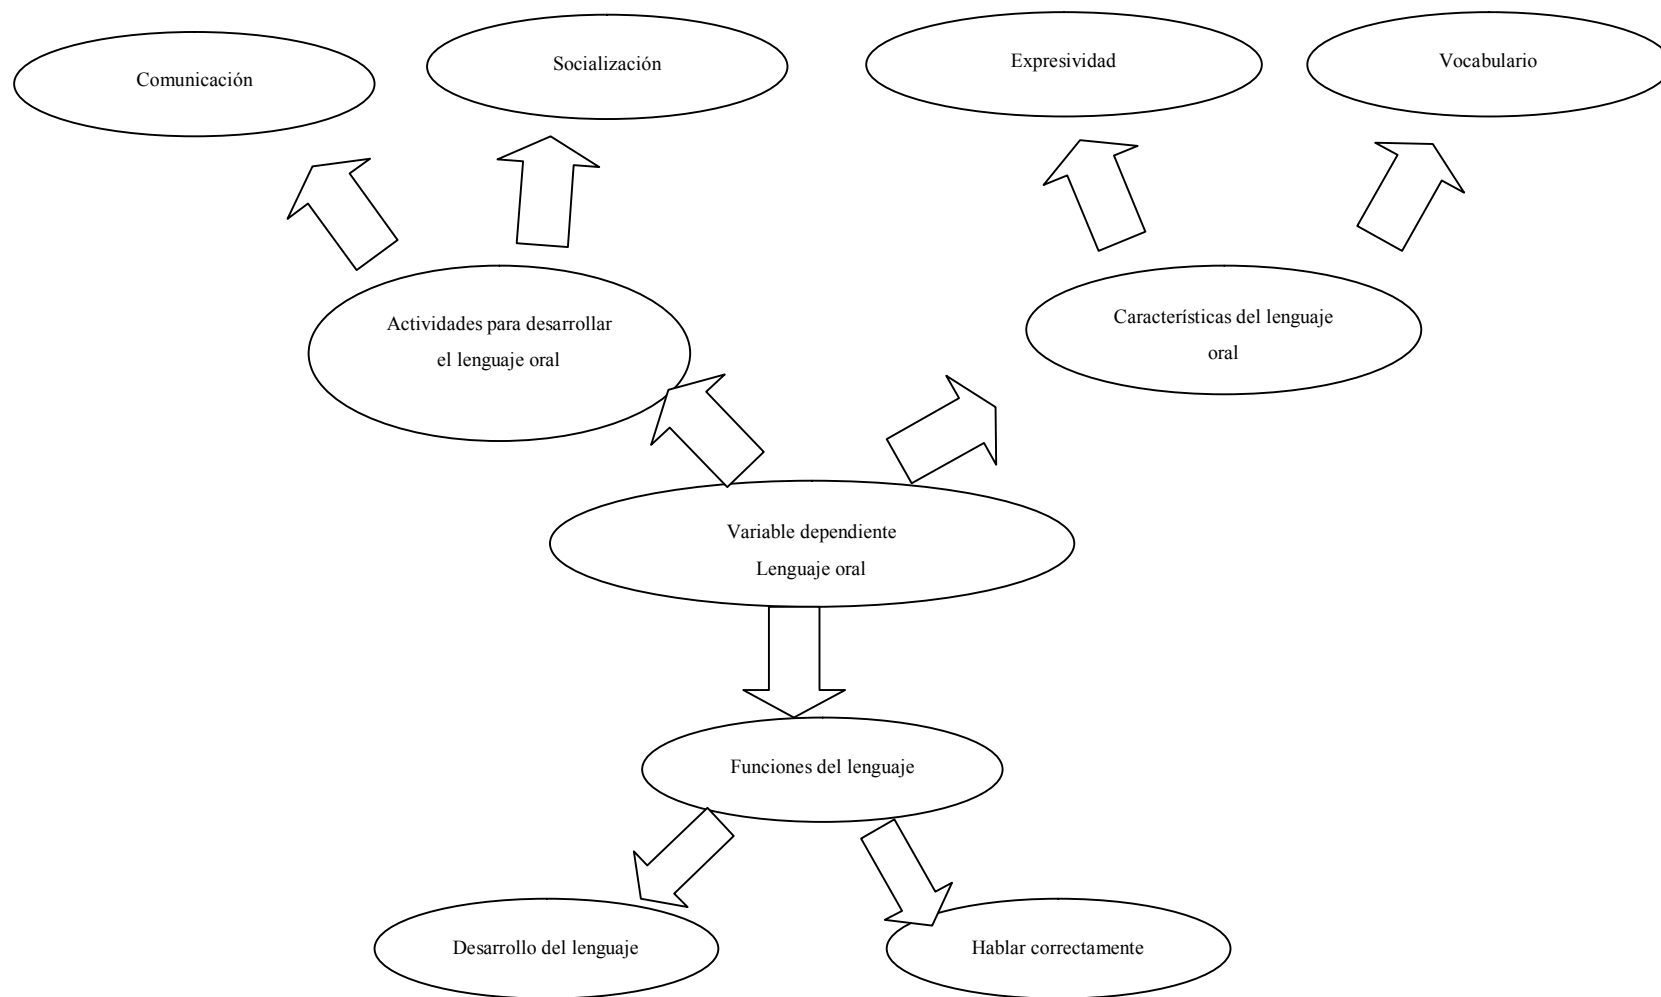 Comunicación
Socialización
Expresividad
Vocabulario
Actividades para desarrollar
el lenguaje oral
Características del lenguaje
oral
Variable dependiente
Lenguaje oral
Funciones del lenguaje
Desarrollo del lenguaje
Hablar correctamente